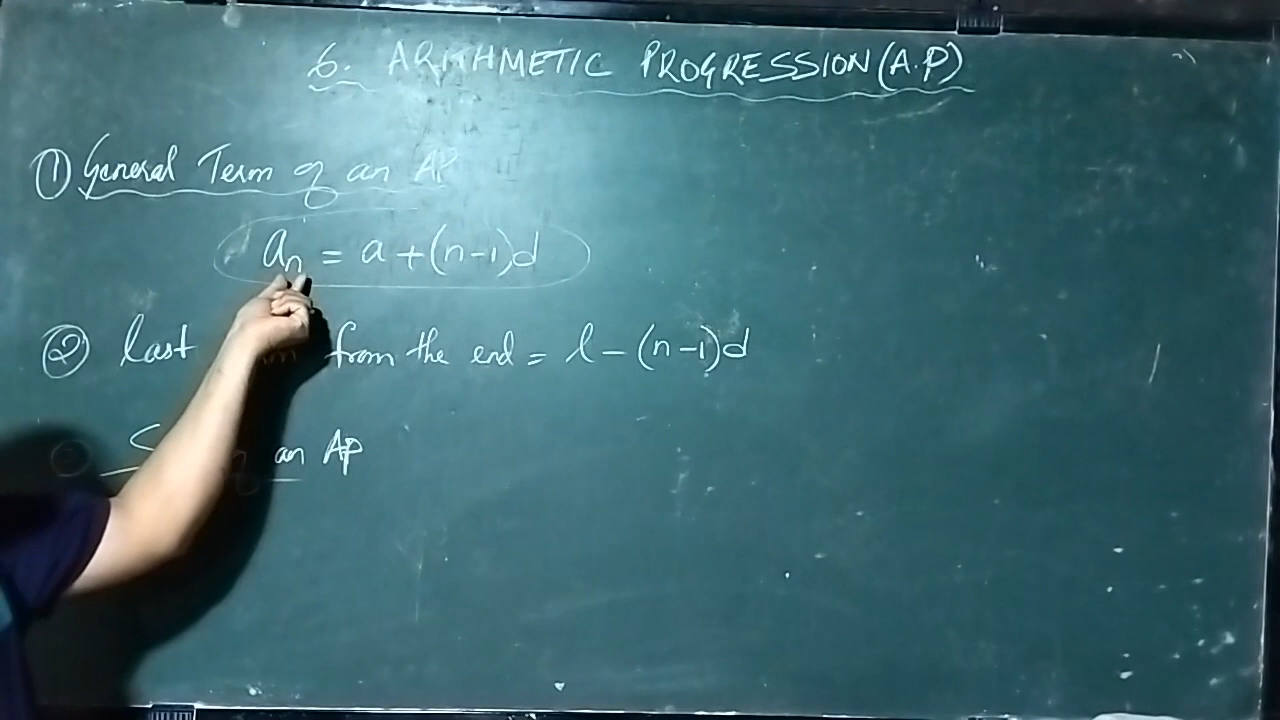 6. ARITHMETIC PROGRESSION (A.P)
① General Term of an AP
aₙ = a + (n-1)d
② last from the end = l - (n-1)d
an AP